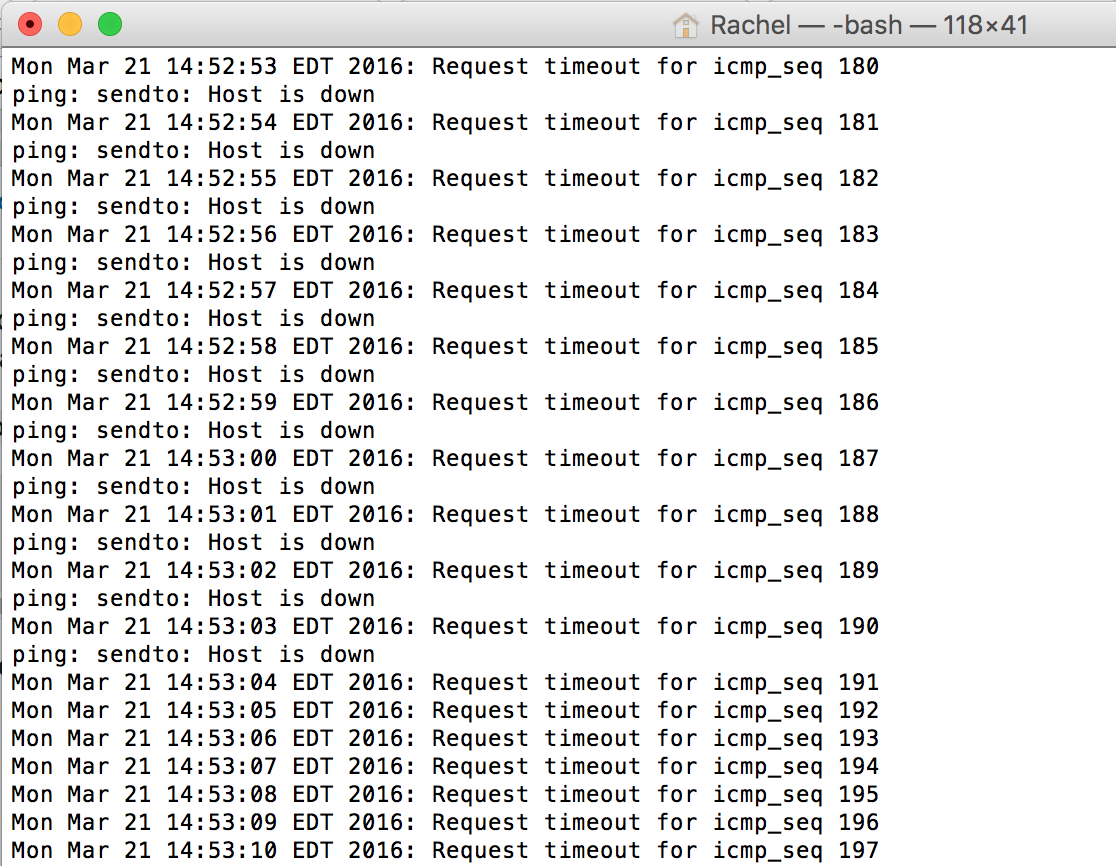 Rachel — -bash — 118×41
Mon Mar 21 14:52:53 EDT 2016: Request timeout for icmp_seq 180
ping: sendto: Host is down
Mon Mar 21 14:52:54 EDT 2016: Request timeout for icmp_seq 181
ping: sendto: Host is down
Mon Mar 21 14:52:55 EDT 2016: Request timeout for icmp_seq 182
ping: sendto: Host is down
Mon Mar 21 14:52:56 EDT 2016: Request timeout for icmp_seq 183
ping: sendto: Host is down
Mon Mar 21 14:52:57 EDT 2016: Request timeout for icmp_seq 184
ping: sendto: Host is down
Mon Mar 21 14:52:58 EDT 2016: Request timeout for icmp_seq 185
ping: sendto: Host is down
Mon Mar 21 14:52:59 EDT 2016: Request timeout for icmp_seq 186
ping: sendto: Host is down
Mon Mar 21 14:53:00 EDT 2016: Request timeout for icmp_seq 187
ping: sendto: Host is down
Mon Mar 21 14:53:01 EDT 2016: Request timeout for icmp_seq 188
ping: sendto: Host is down
Mon Mar 21 14:53:02 EDT 2016: Request timeout for icmp_seq 189
ping: sendto: Host is down
Mon Mar 21 14:53:03 EDT 2016: Request timeout for icmp_seq 190
ping: sendto: Host is down
Mon Mar 21 14:53:04 EDT 2016: Request timeout for icmp_seq 191
Mon Mar 21 14:53:05 EDT 2016: Request timeout for icmp_seq 192
Mon Mar 21 14:53:06 EDT 2016: Request timeout for icmp_seq 193
Mon Mar 21 14:53:07 EDT 2016: Request timeout for icmp_seq 194
Mon Mar 21 14:53:08 EDT 2016: Request timeout for icmp_seq 195
Mon Mar 21 14:53:09 EDT 2016: Request timeout for icmp_seq 196
Mon Mar 21 14:53:10 EDT 2016: Request timeout for icmp_seq 197